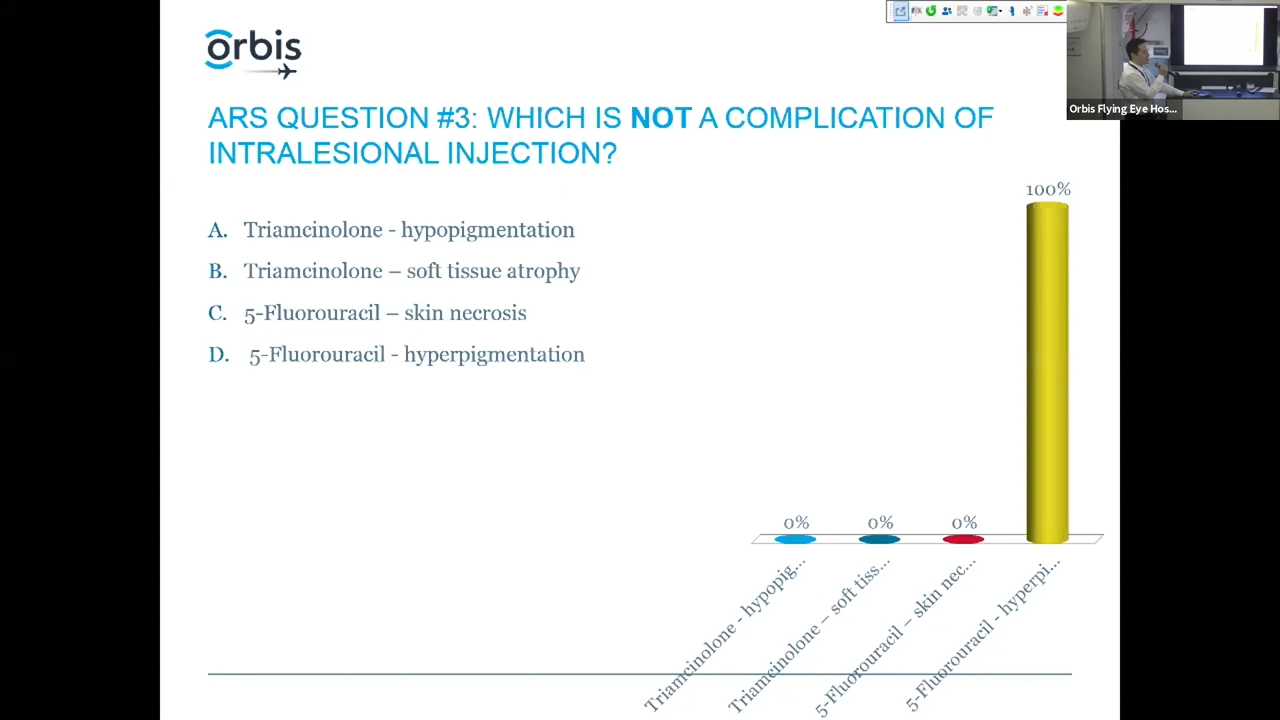 orbis
ARS QUESTION #3: WHICH IS NOT A COMPLICATION OF
INTRALESIONAL INJECTION?
A. Triamcinolone - hypopigmentation
B. Triamcinolone – soft tissue atrophy
C. 5-Fluorouracil – skin necrosis
D. 5-Fluorouracil - hyperpigmentation
100%
0%
0%
0%
Triamcinolone - hypopig...
Triamcinolone – soft tiss...
5-Fluorouracil – skin nec...
5-Fluorouracil - hyperpi...
Orbis Flying Eye Hos...